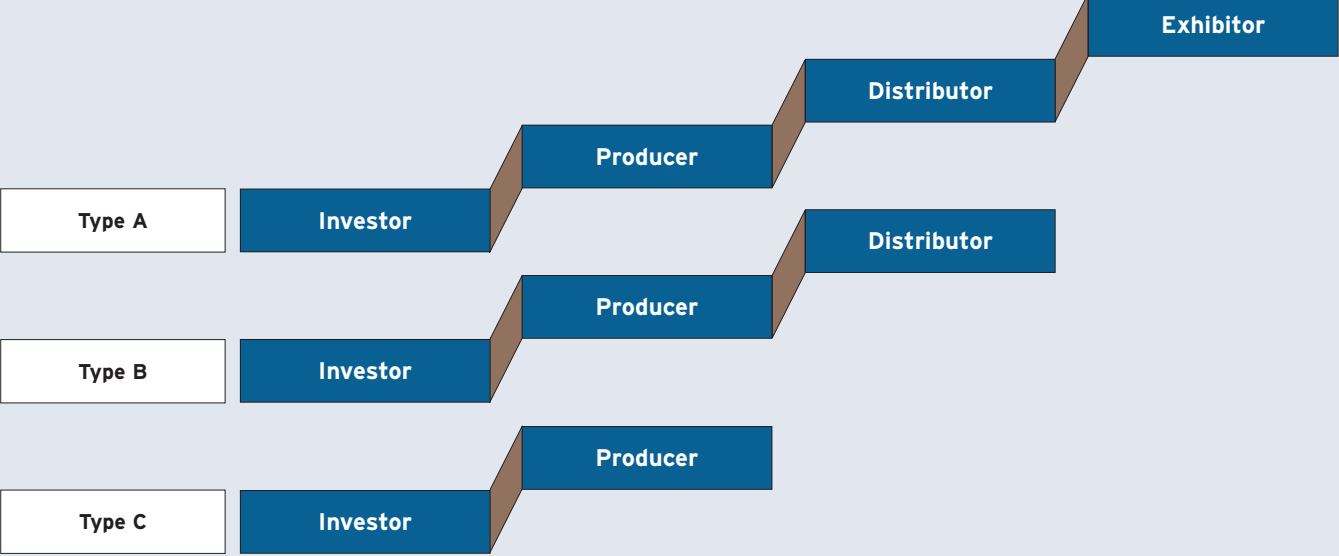 Exhibitor
Distributor
Producer
Type A
Investor
Distributor
Producer
Type B
Investor
Producer
Type C
Investor